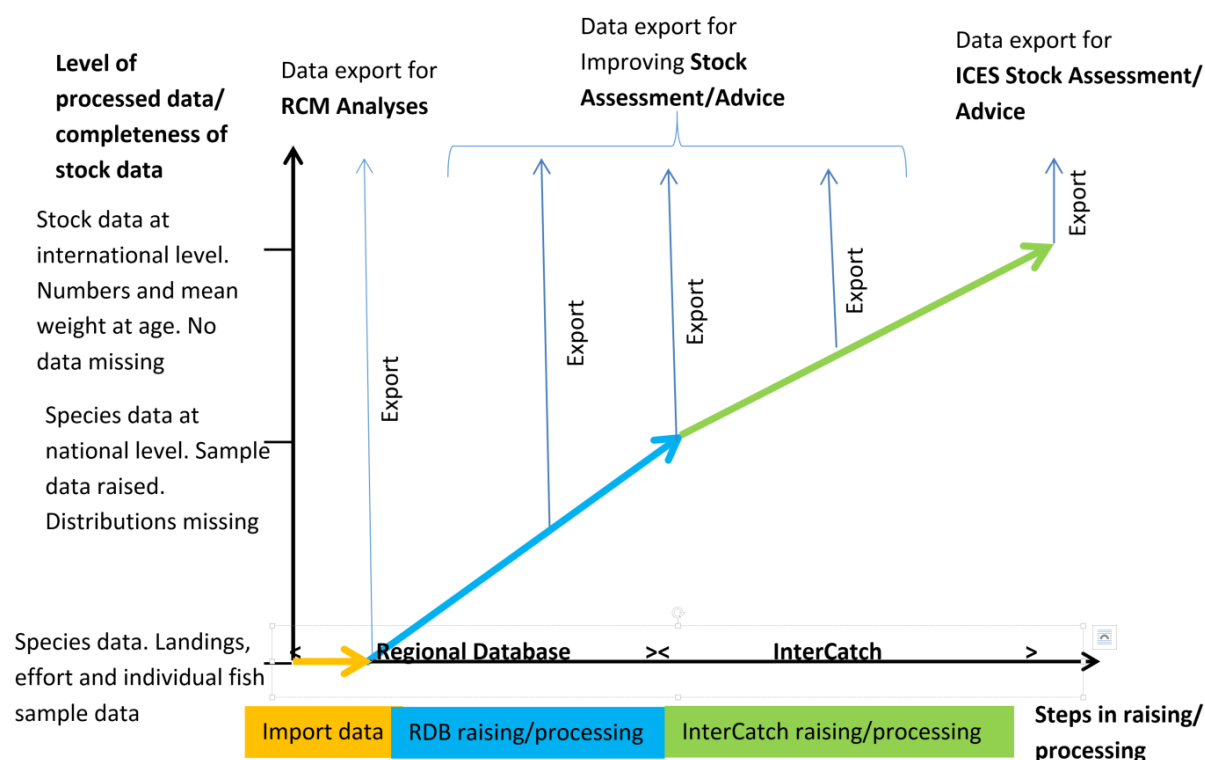 Level of
processed data/
completeness of
stock data
Data export for
RCM Analyses
Data export for
Improving Stock
Assessment/Advice
Data export for
ICES Stock Assessment/
Advice
Stock data at
international level.
Numbers and mean
weight at age. No
data missing
Species data at
national level. Sample
data raised.
Distributions missing
Species data. Landings,
effort and individual fish
sample data
Export
Export
Export
Export
Export
< Regional Database >< InterCatch >
Import data
RDB raising/processing
InterCatch raising/processing
Steps in raising/
processing